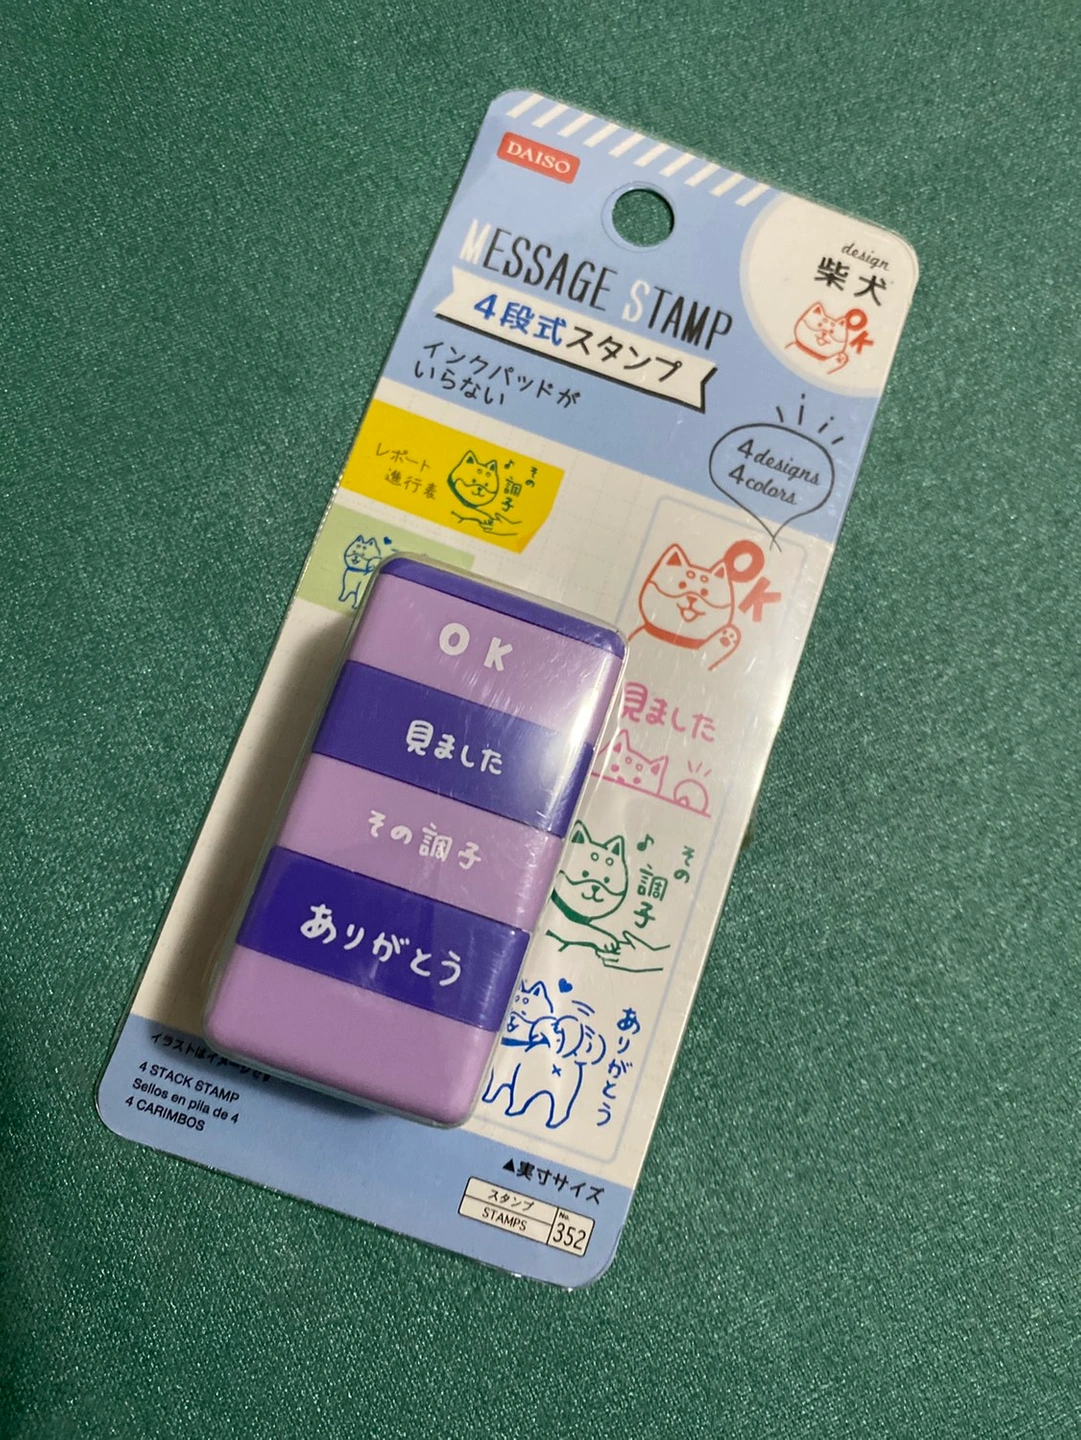 DAISO
MESSAGE STAMP
4段式スタンプ
インクパッドが
いらない
design
柴犬
OK
4designs
4colors
レポート
進行表
その
調子
OK
見ました
その
調子
ありがとう
OK
見ました
その調子
ありがとう
イラストはイメージです
4 STACK STAMP
Sellos en pila de 4
4 CARIMBOS
▲実寸サイズ
スタンプ
STAMPS
No.
352